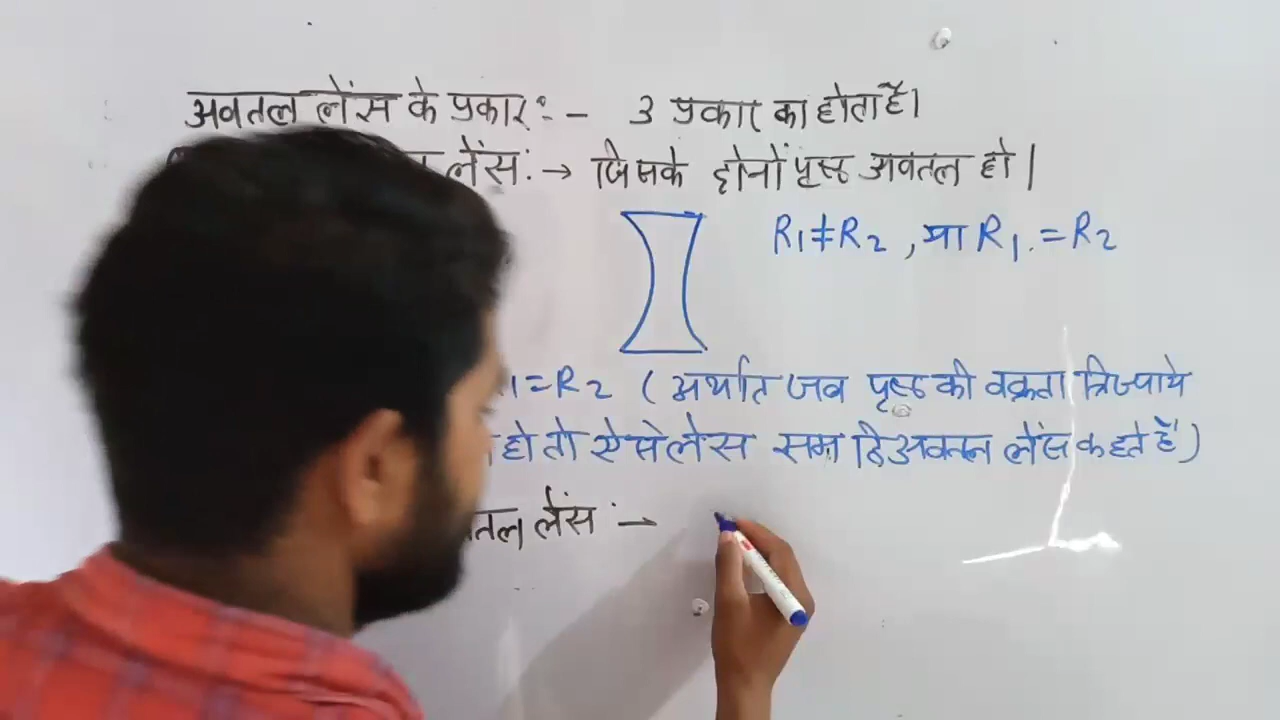 अवतल लेंस के प्रकार :- 3 प्रकार का होता है।
लेंस :→ जिसके दोनों पृष्ठ अवतल हो |
R₁ ≠ R₂ , या R₁ = R₂
₁ = R₂ ( अर्थात जब पृष्ठ की वक्रता त्रिज्याये
हो तो ऐसे लेंस सम द्विअवतल लेंस कहते हैं )
तल लेंस :→